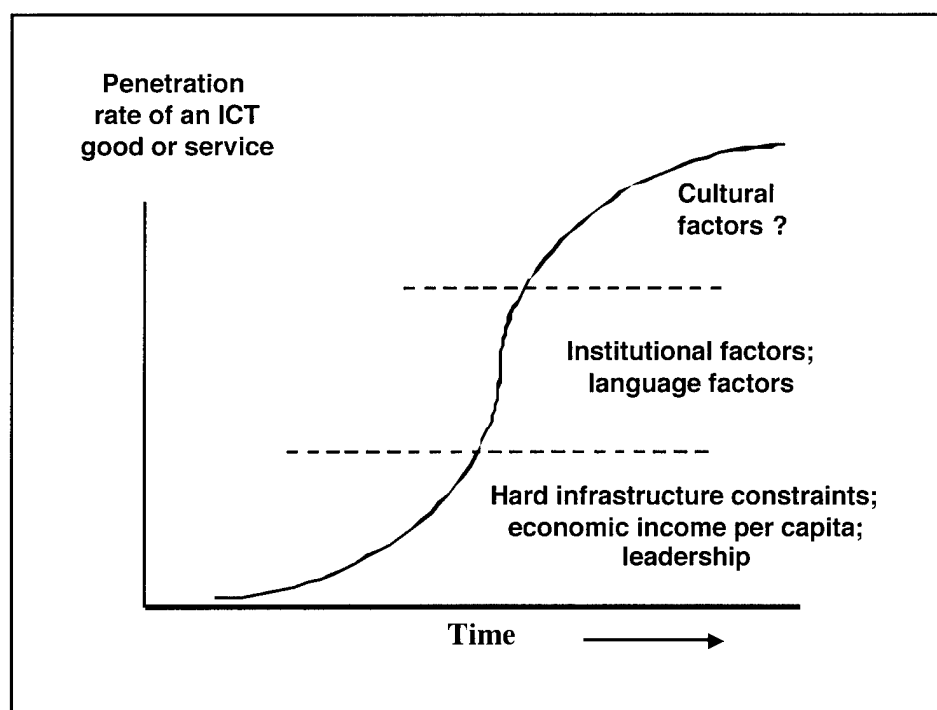 Penetration
rate of an ICT
good or service
Cultural
factors ?
Institutional factors;
language factors
Hard infrastructure constraints;
economic income per capita;
leadership
Time